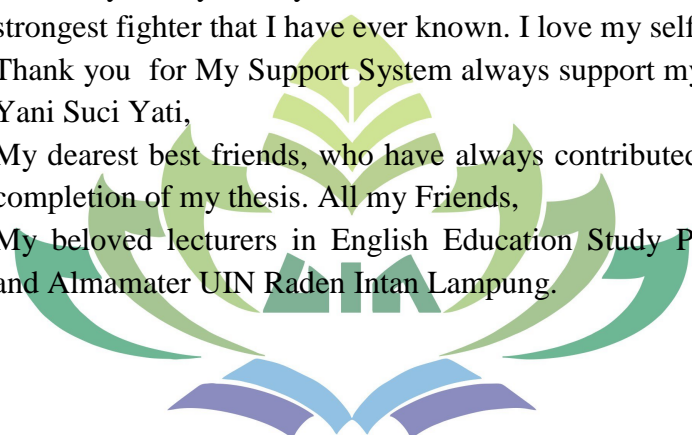 strongest fighter that I have ever known. I love my self
Thank you for My Support System always support my
Yani Suci Yati,
My dearest best friends, who have always contributed
completion of my thesis. All my Friends,
My beloved lecturers in English Education Study P
and Almamater UIN Raden Intan Lampung.
UIN